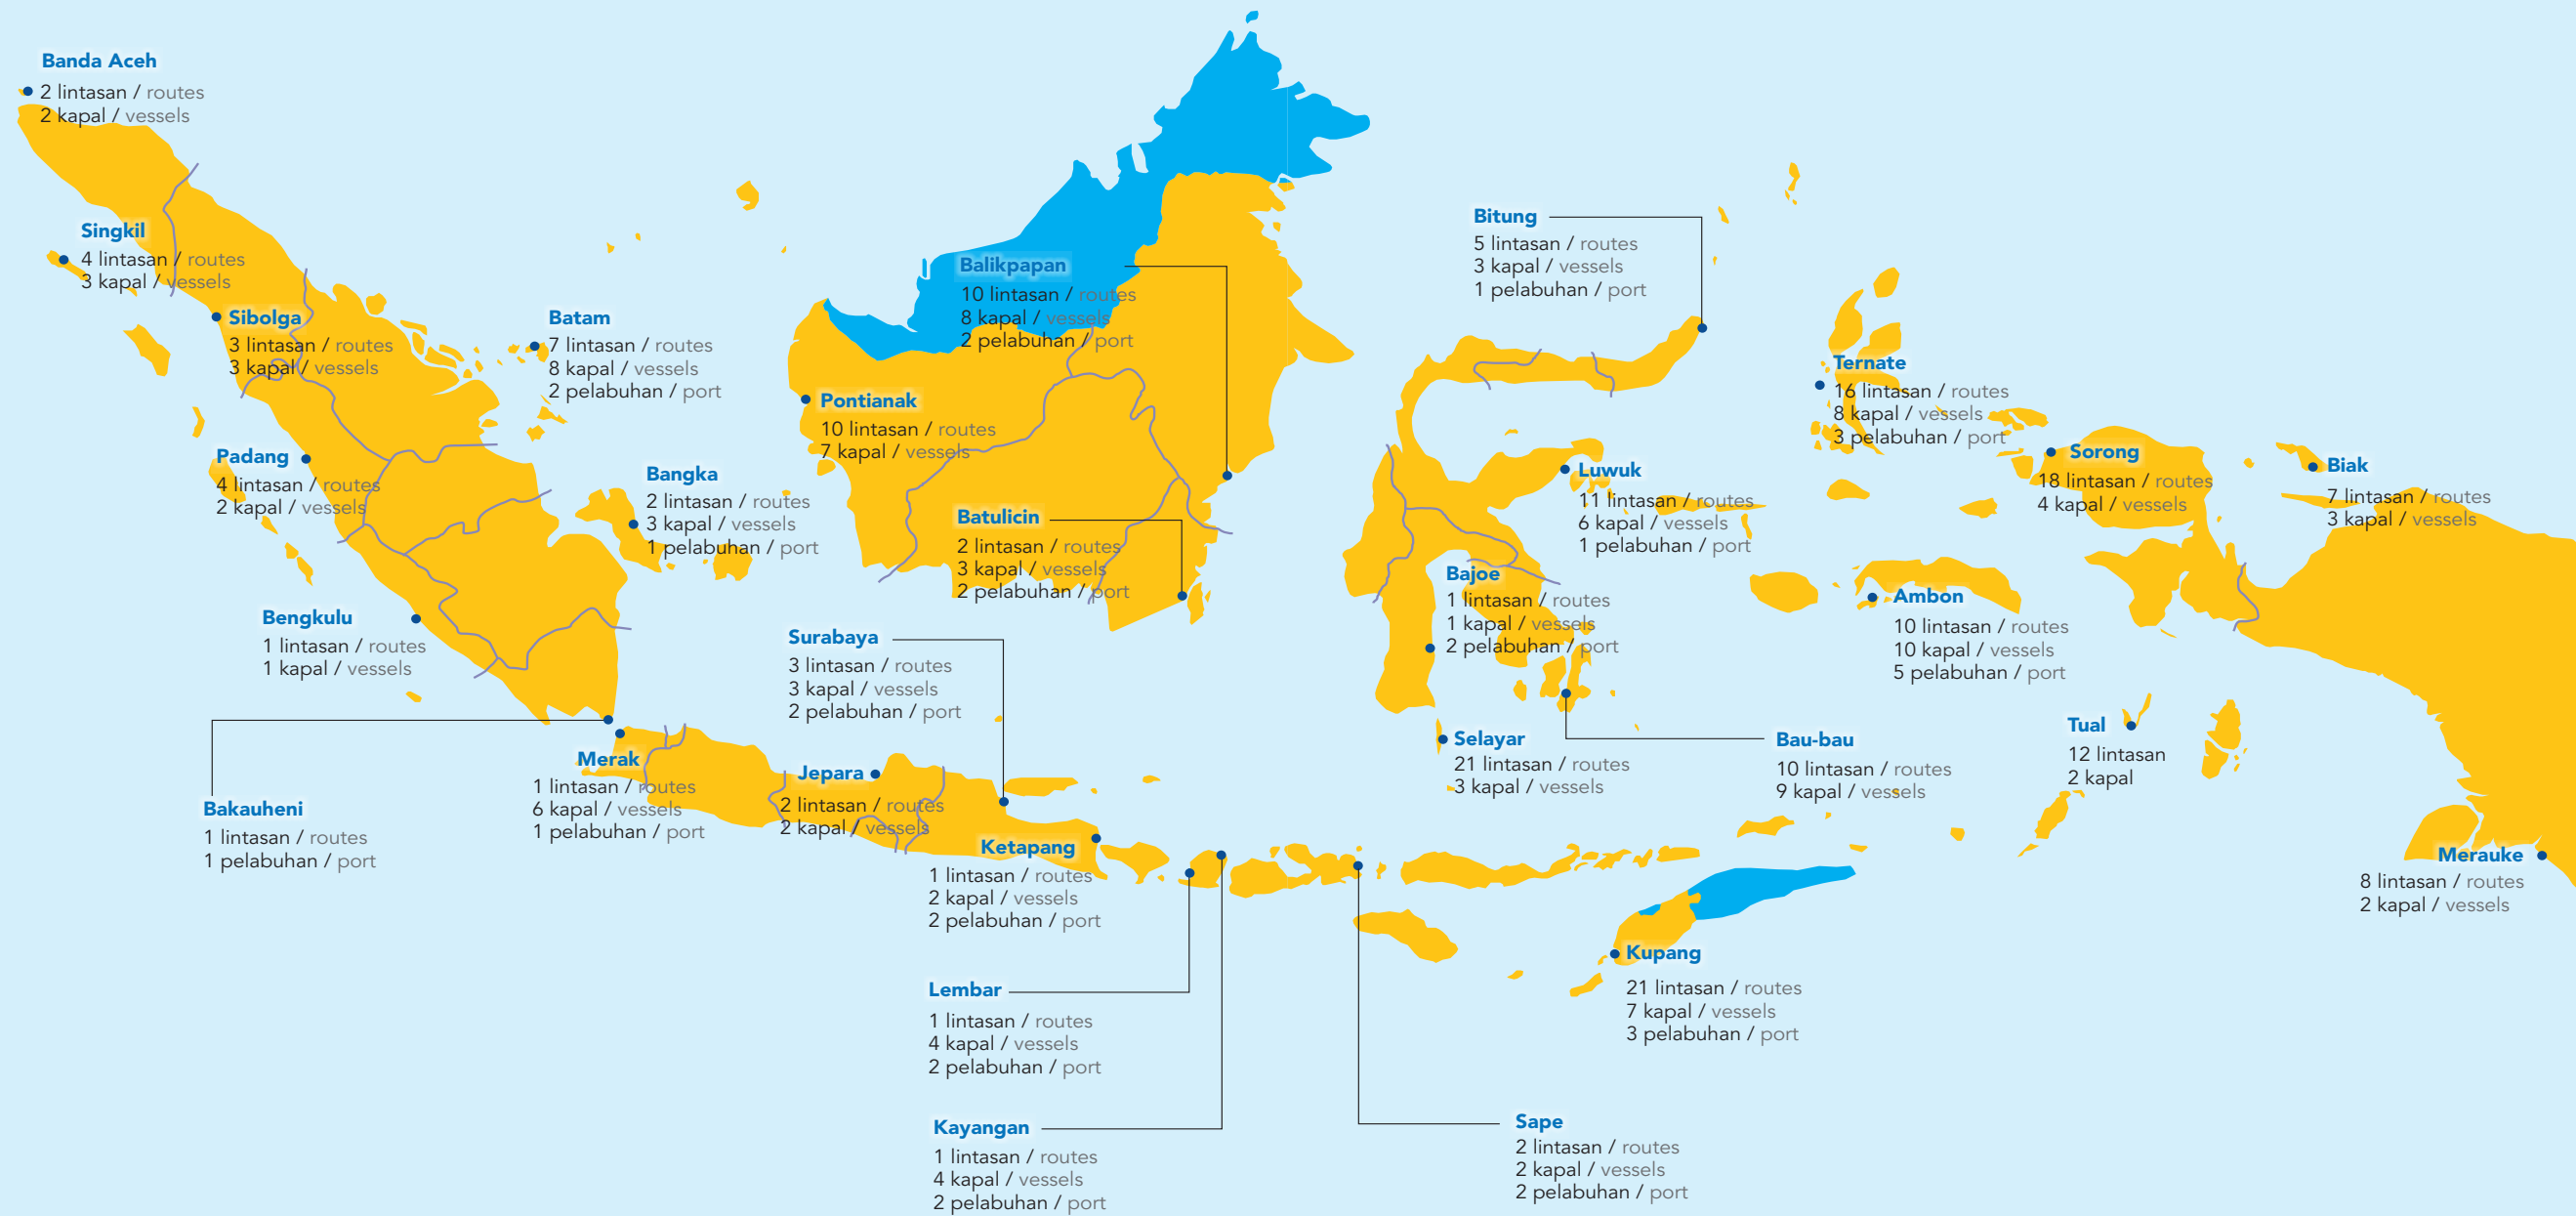 Banda Aceh
2 lintasan / routes
2 kapal / vessels
Singkil
4 lintasan / routes
3 kapal / vessels
Sibolga
3 lintasan / routes
3 kapal / vessels
Batam
7 lintasan / routes
8 kapal / vessels
2 pelabuhan / port
Padang
4 lintasan / routes
2 kapal / vessels
Bangka
2 lintasan / routes
3 kapal / vessels
1 pelabuhan / port
Bengkulu
1 lintasan / routes
1 kapal / vessels
Bakauheni
1 lintasan / routes
1 pelabuhan / port
Merak
1 lintasan / routes
6 kapal / vessels
1 pelabuhan / port
Jepara
2 lintasan / routes
2 kapal / vessels
Surabaya
3 lintasan / routes
3 kapal / vessels
2 pelabuhan / port
Ketapang
1 lintasan / routes
2 kapal / vessels
2 pelabuhan / port
Lembar
1 lintasan / routes
4 kapal / vessels
2 pelabuhan / port
Kayangan
1 lintasan / routes
4 kapal / vessels
2 pelabuhan / port
Balikpapan
10 lintasan / routes
8 kapal / vessels
2 pelabuhan / port
Pontianak
10 lintasan / routes
7 kapal / vessels
Batulicin
2 lintasan / routes
3 kapal / vessels
2 pelabuhan / port
Bitung
5 lintasan / routes
3 kapal / vessels
1 pelabuhan / port
Luwuk
11 lintasan / routes
6 kapal / vessels
1 pelabuhan / port
Bajoe
1 lintasan / routes
1 kapal / vessels
2 pelabuhan / port
Selayar
21 lintasan / routes
3 kapal / vessels
Bau-bau
10 lintasan / routes
9 kapal / vessels
Sape
2 lintasan / routes
2 kapal / vessels
2 pelabuhan / port
Kupang
21 lintasan / routes
7 kapal / vessels
3 pelabuhan / port
Ternate
16 lintasan / routes
8 kapal / vessels
3 pelabuhan / port
Sorong
18 lintasan / routes
4 kapal / vessels
Biak
7 lintasan / routes
3 kapal / vessels
Ambon
10 lintasan / routes
10 kapal / vessels
5 pelabuhan / port
Tual
12 lintasan
2 kapal
Merauke
8 lintasan / routes
2 kapal / vessels